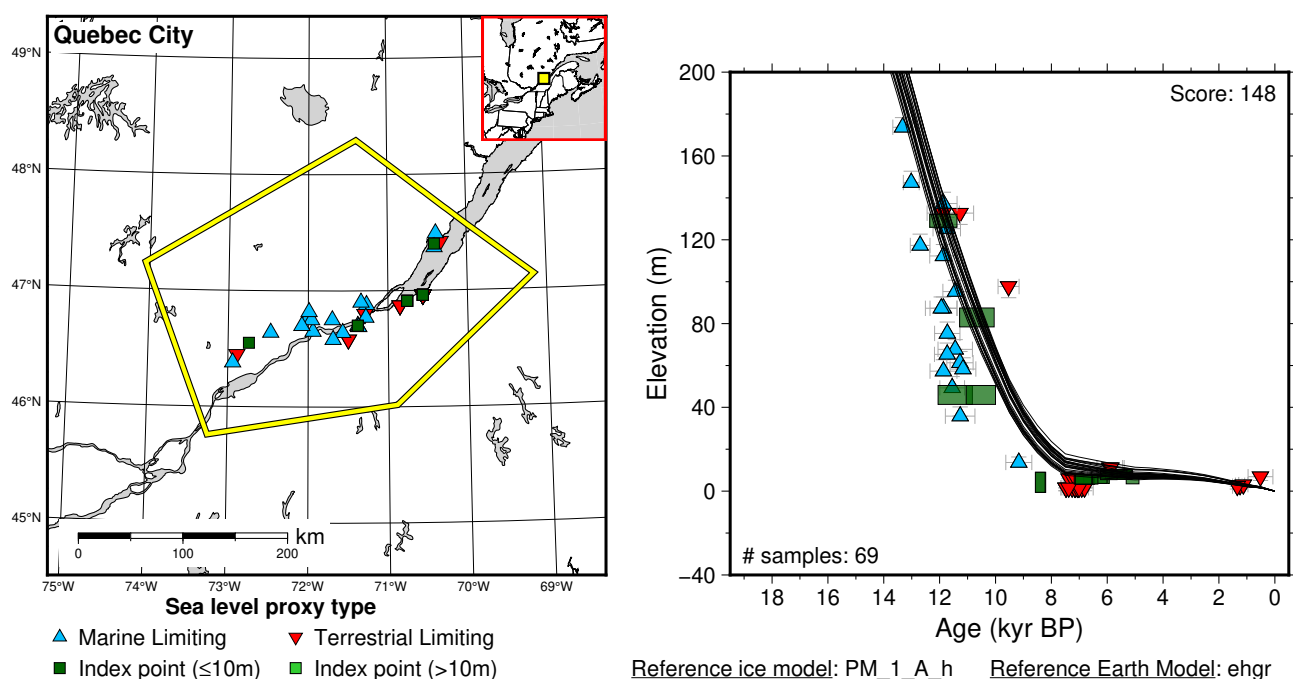 Quebec City
49°N
48°N
47°N
46°N
45°N
km
0 100 200
75°W 74°W 73°W 72°W 71°W 70°W 69°W
Sea level proxy type
Marine Limiting Terrestrial Limiting
Index point (≤10m) Index point (>10m)
Score: 148
200
160
120
80
40
0
−40
Elevation (m)
# samples: 69
18 16 14 12 10 8 6 4 2 0
Age (kyr BP)
Reference ice model: PM_1_A_h Reference Earth Model: ehgr